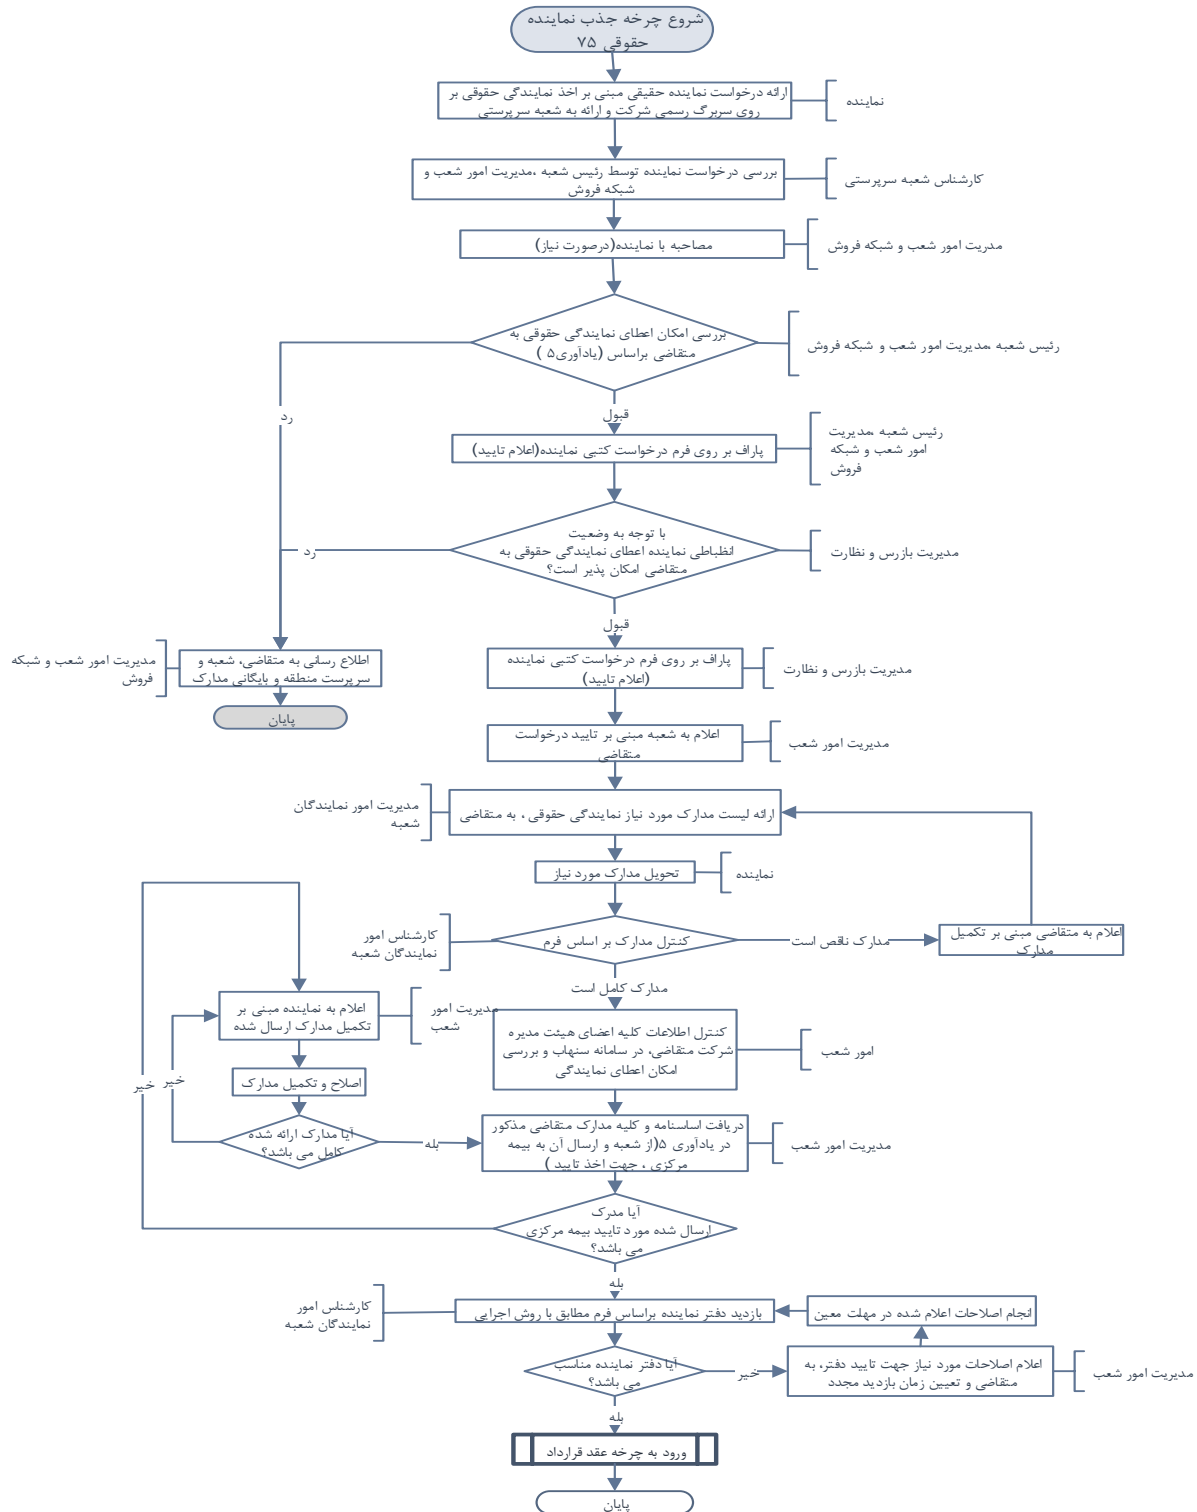 شروع چرخه جذب نماینده
حقوقی ۷۵
ارائه درخواست نماینده حقیقی مبنی بر اخذ نمایندگی حقوقی بر
روی سربرگ رسمی شرکت و ارائه به شعبه سرپرستی
نماینده
بررسی درخواست نماینده توسط رئیس شعبه ،مدیریت امور شعب و
شبکه فروش
کارشناس شعبه سرپرستی
مصاحبه با نماینده(درصورت نیاز)
مدریت امور شعب و شبکه فروش
بررسی امکان اعطای نمایندگی حقوقی به
متقاضی براساس (یادآوری۵ )
رئیس شعبه ،مدیریت امور شعب و شبکه فروش
رد
قبول
پاراف بر روی فرم درخواست کتبی نماینده(اعلام تایید)
رئیس شعبه ،مدیریت
امور شعب و شبکه
فروش
با توجه به وضعیت
انظباطی نماینده اعطای نمایندگی حقوقی به
متقاضی امکان پذیر است؟
مدیریت بازرس و نظارت
رد
قبول
مدیریت امور شعب و شبکه
فروش
اطلاع رسانی به متقاضی، شعبه و
سرپرست منطقه و بایگانی مدارک
پایان
پاراف بر روی فرم درخواست کتبی نماینده
(اعلام تایید)
مدیریت بازرس و نظارت
اعلام به شعبه مبنی بر تایید درخواست
متقاضی
مدیریت امور شعب
ارائه لیست مدارک مورد نیاز نمایندگی حقوقی ، به متقاضی
مدیریت امور نمایندگان
شعبه
تحویل مدارک مورد نیاز
نماینده
کنترل مدارک بر اساس فرم
کارشناس امور
نمایندگان شعبه
مدارک ناقص است
اعلام به متقاضی مبنی بر تکمیل
مدارک
مدارک کامل است
اعلام به نماینده مبنی بر
تکمیل مدارک ارسال شده
مدیریت امور
شعب
کنترل اطلاعات کلیه اعضای هیئت مدیره
شرکت متقاضی، در سامانه سنهاب و بررسی
امکان اعطای نمایندگی
امور شعب
اصلاح و تکمیل مدارک
خیر
خیر
آیا مدارک ارائه شده
کامل می باشد؟
بله
دریافت اساسنامه و کلیه مدارک متقاضی مذکور
در یادآوری ۵(از شعبه و ارسال آن به بیمه
مرکزی ، جهت اخذ تایید )
مدیریت امور شعب
آیا مدرک
ارسال شده مورد تایید بیمه مرکزی
می باشد؟
بله
بازدید دفتر نماینده براساس فرم مطابق با روش اجرایی
کارشناس امور
نمایندگان شعبه
انجام اصلاحات اعلام شده در مهلت معین
آیا دفتر نماینده مناسب
می باشد؟
خیر
اعلام اصلاحات مورد نیاز جهت تایید دفتر، به
متقاضی و تعیین زمان بازدید مجدد
مدیریت امور شعب
بله
ورود به چرخه عقد قرارداد
پایان